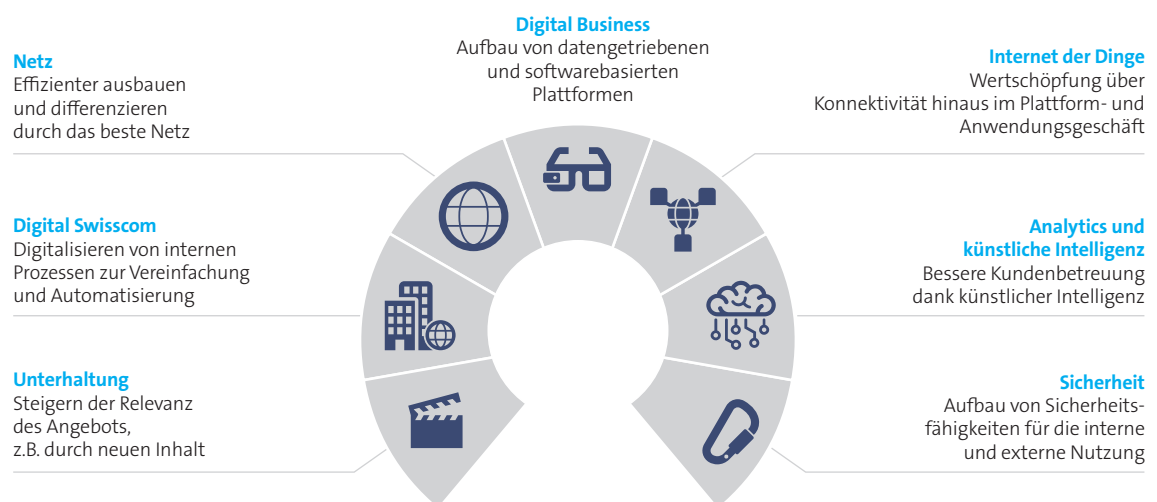 Digital Business
Aufbau von datengetriebenen
und softwarebasierten
Plattformen
Netz
Effizienter ausbauen
und differenzieren
durch das beste Netz
Internet der Dinge
Wertschöpfung über
Konnektivität hinaus im Plattform- und
Anwendungsgeschäft
Digital Swisscom
Digitalisieren von internen
Prozessen zur Vereinfachung
und Automatisierung
Analytics und
künstliche Intelligenz
Bessere Kundenbetreuung
dank künstlicher Intelligenz
Unterhaltung
Steigern der Relevanz
des Angebots,
z.B. durch neuen Inhalt
Sicherheit
Aufbau von Sicherheits-
fähigkeiten für die interne
und externe Nutzung